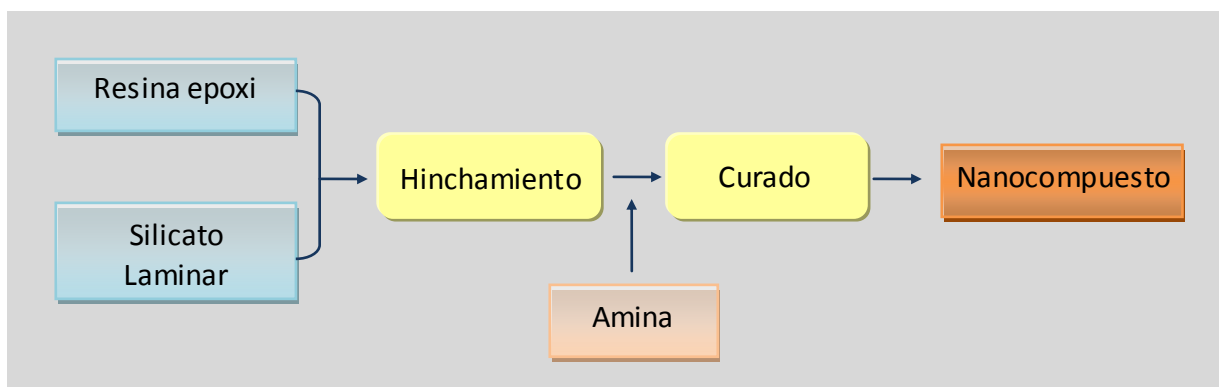 Resina epoxi
Silicato
Laminar
Hinchamiento
Curado
Nanocompuesto
Amina